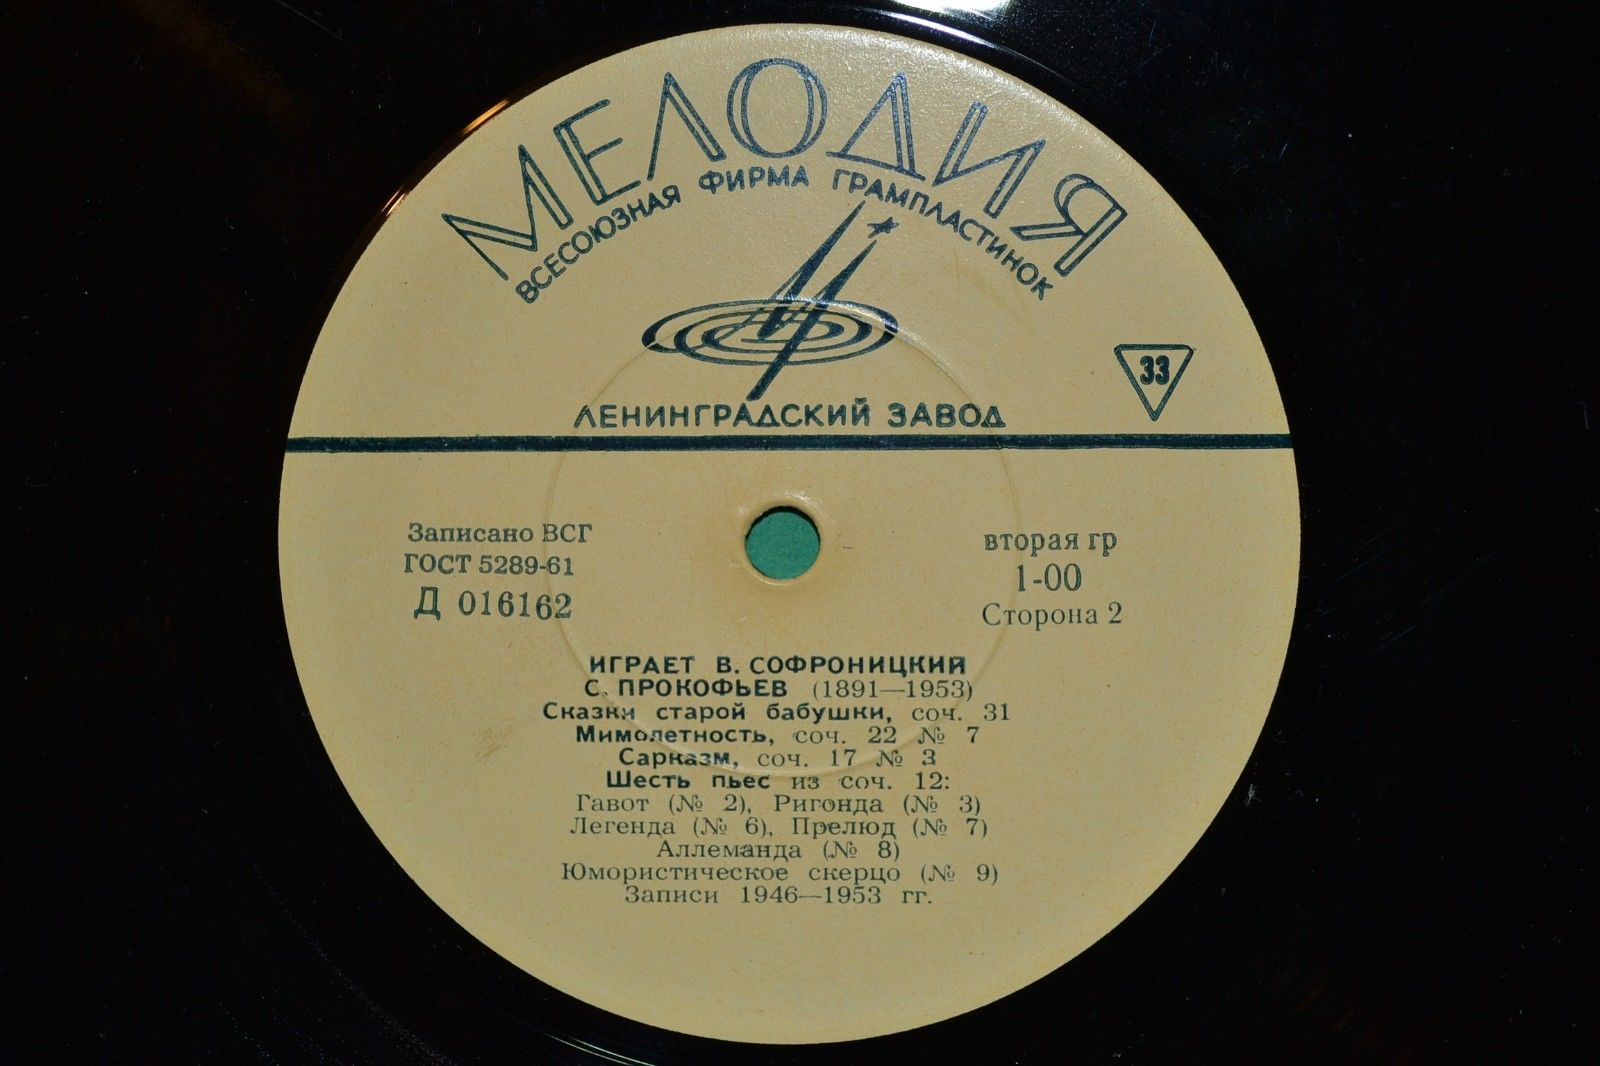 МЕЛОДИЯ
ВСЕСОЮЗНАЯ ФИРМА ГРАМПЛАСТИНОК
33
ЛЕНИНГРАДСКИЙ ЗАВОД
Записано ВСГ
ГОСТ 5289-61
Д 016162
вторая гр
1-00
Сторона 2
ИГРАЕТ В. СОФРОНИЦКИЙ
С. ПРОКОФЬЕВ (1891—1953)
Сказки старой бабушки, соч. 31
Мимолетность, соч. 22 № 7
Сарказм, соч. 17 № 3
Шесть пьес из соч. 12:
Гавот (№ 2), Ригонда (№ 3)
Легенда (№ 6), Прелюд (№ 7)
Аллеманда (№ 8)
Юмористическое скерцо (№ 9)
Записи 1946—1953 гг.